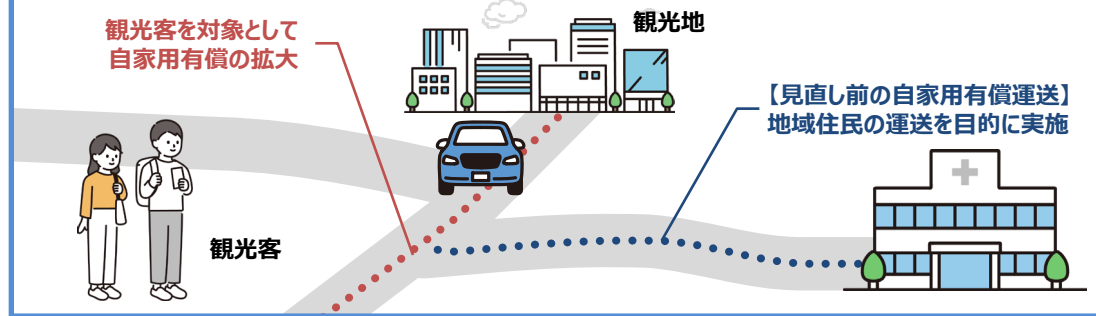 観光客を対象として
自家用有償の拡大
観光地
【見直し前の自家用有償運送】
地域住民の運送を目的に実施
観光客